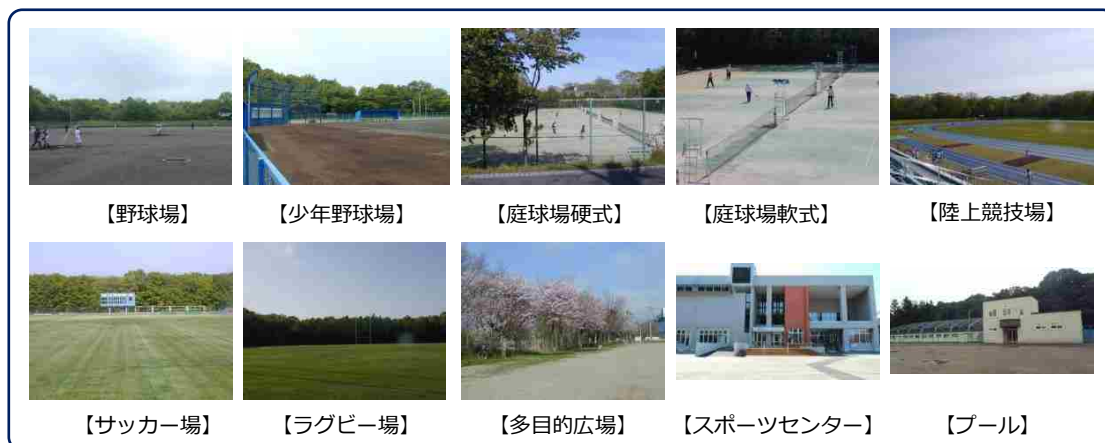 【野球場】
【少年野球場】
【庭球場硬式】
【庭球場軟式】
【陸上競技場】
【サッカー場】
【ラグビー場】
【多目的広場】
【スポーツセンター】
【プール】